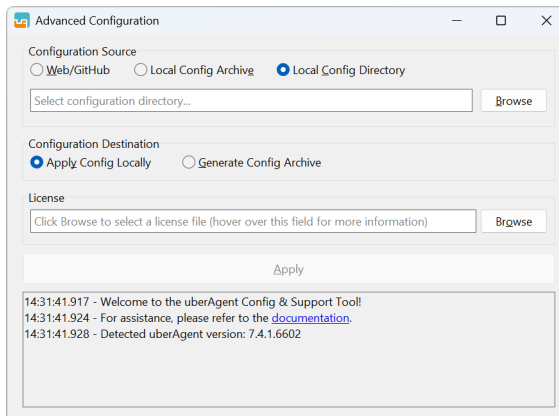 Advanced Configuration
Configuration Source
Web/GitHub Local Config Archive Local Config Directory
Select configuration directory... Browse
Configuration Destination
Apply Config Locally Generate Config Archive
License
Click Browse to select a license file (hover over this field for more information) Browse
Apply
14:31:41.917 - Welcome to the uberAgent Config & Support Tool!
14:31:41.924 - For assistance, please refer to the documentation.
14:31:41.928 - Detected uberAgent version: 7.4.1.6602